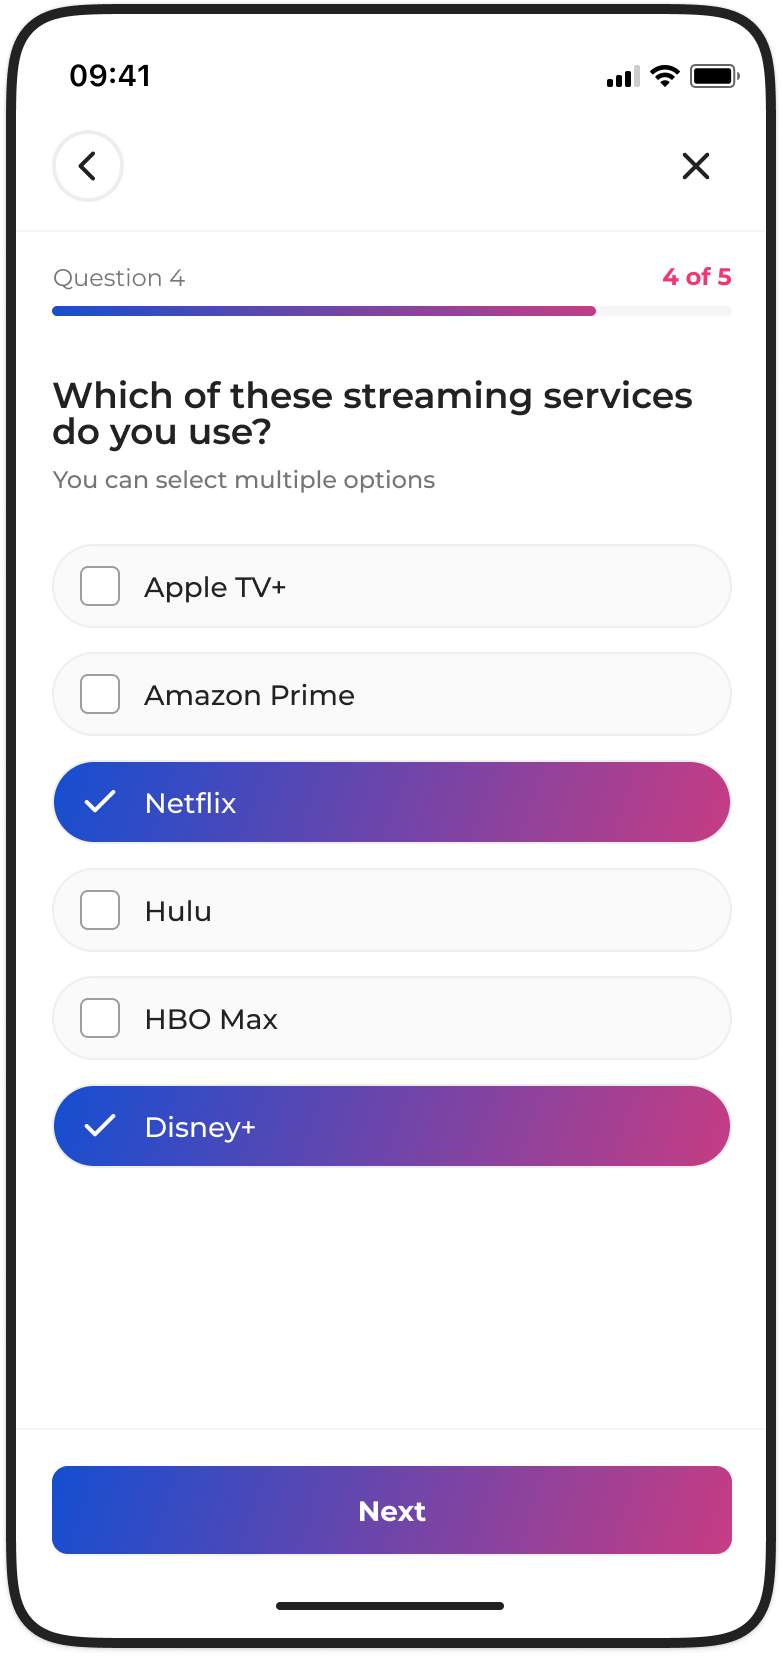 09:41
Question 4
4 of 5
Which of these streaming services
do you use?
You can select multiple options
Apple TV+
Amazon Prime
Netflix
Hulu
HBO Max
Disney+
Next